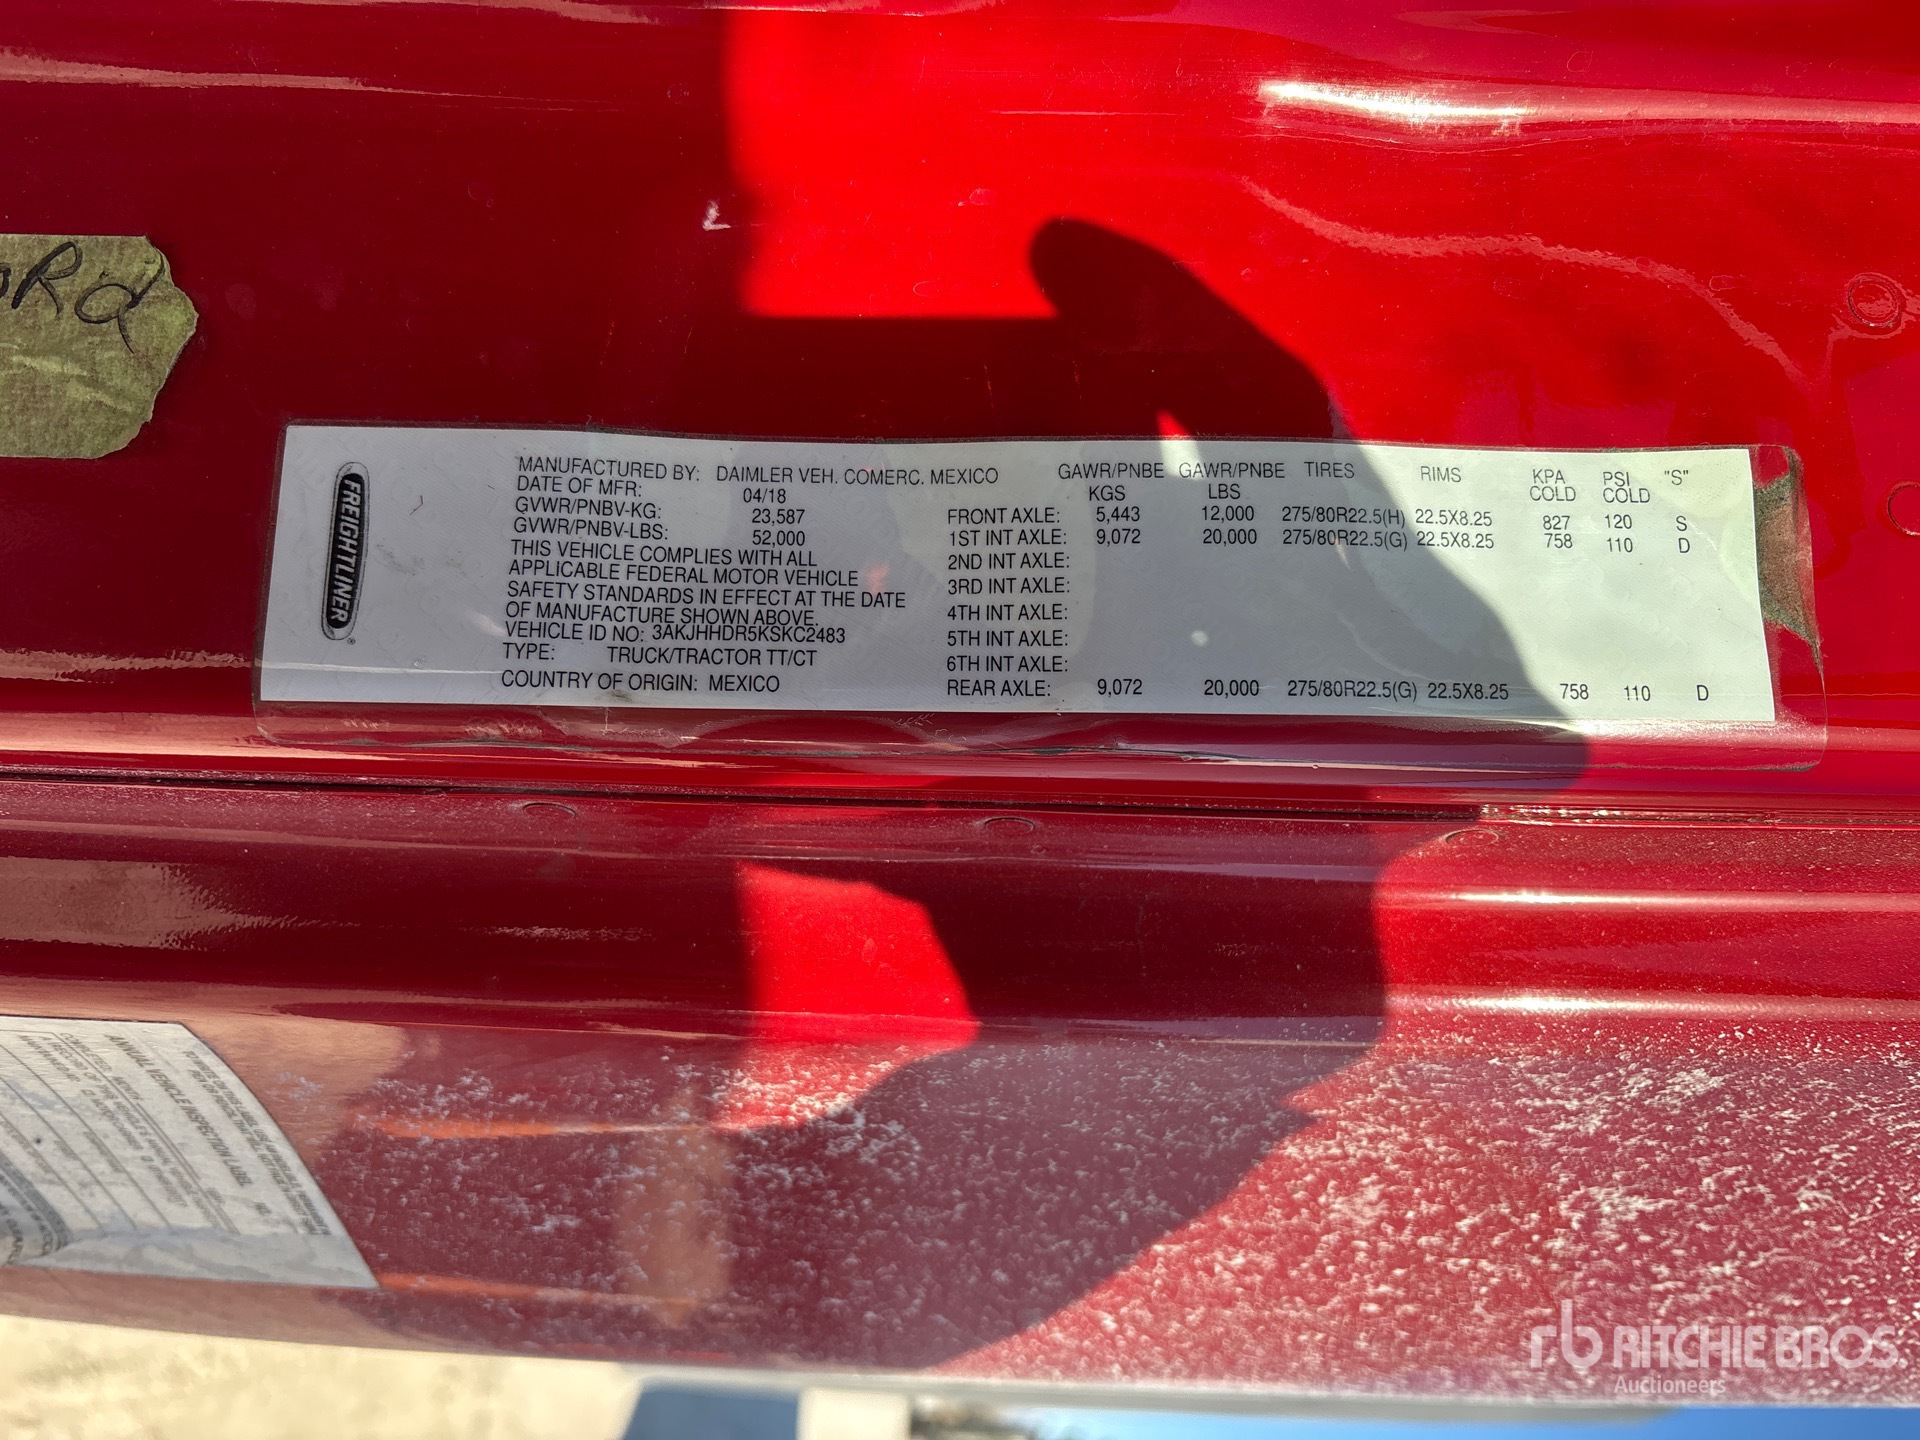 oRd
FREIGHTLINER®
MANUFACTURED BY: DAIMLER VEH. COMERC. MEXICO
DATE OF MFR: 04/18
GVWR/PNBV-KG: 23,587
GVWR/PNBV-LBS: 52,000
THIS VEHICLE COMPLIES WITH ALL
APPLICABLE FEDERAL MOTOR VEHICLE
SAFETY STANDARDS IN EFFECT AT THE DATE
OF MANUFACTURE SHOWN ABOVE.
VEHICLE ID NO: 3AKJHHDR5KSKC2483
TYPE: TRUCK/TRACTOR TT/CT
COUNTRY OF ORIGIN: MEXICO
GAWR/PNBE GAWR/PNBE TIRES RIMS KPA PSI "S"
KGS LBS COLD COLD
FRONT AXLE: 5,443 12,000 275/80R22.5(H) 22.5X8.25 827 120 S
1ST INT AXLE: 9,072 20,000 275/80R22.5(G) 22.5X8.25 758 110 D
2ND INT AXLE:
3RD INT AXLE:
4TH INT AXLE:
5TH INT AXLE:
6TH INT AXLE:
REAR AXLE: 9,072 20,000 275/80R22.5(G) 22.5X8.25 758 110 D
ANNUAL VEHICLE INSPECTION
rb RITCHIE BROS.
Auctioneers